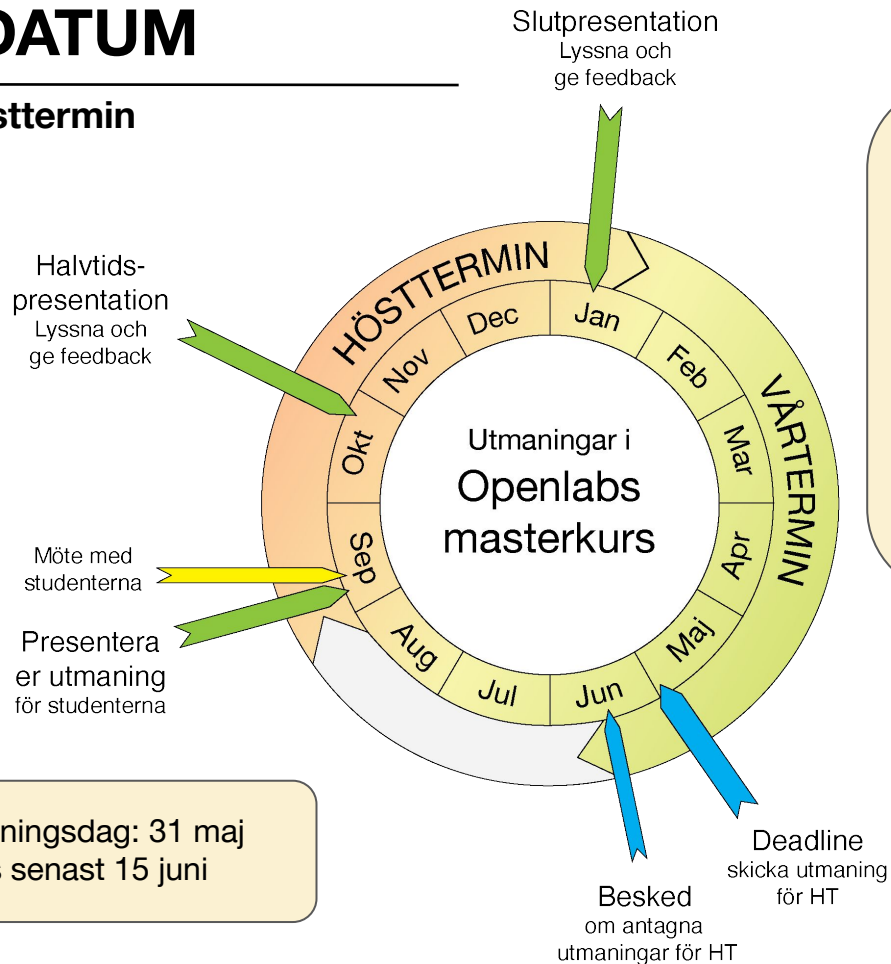 DATUM
sttermin
Slutpresentation
Lyssna och
ge feedback
Halvtids-
presentation
Lyssna och
ge feedback
Möte med
studenterna
Presentera
er utmaning
för studenterna
HÖSTTERMIN
VÅRTERMIN
Jan
Feb
Mar
Apr
Maj
Jun
Jul
Aug
Sep
Okt
Nov
Dec
Utmaningar i
Openlabs
masterkurs
Deadline
skicka utmaning
för HT
Besked
om antagna
utmaningar för HT
ningsdag: 31 maj
s senast 15 juni